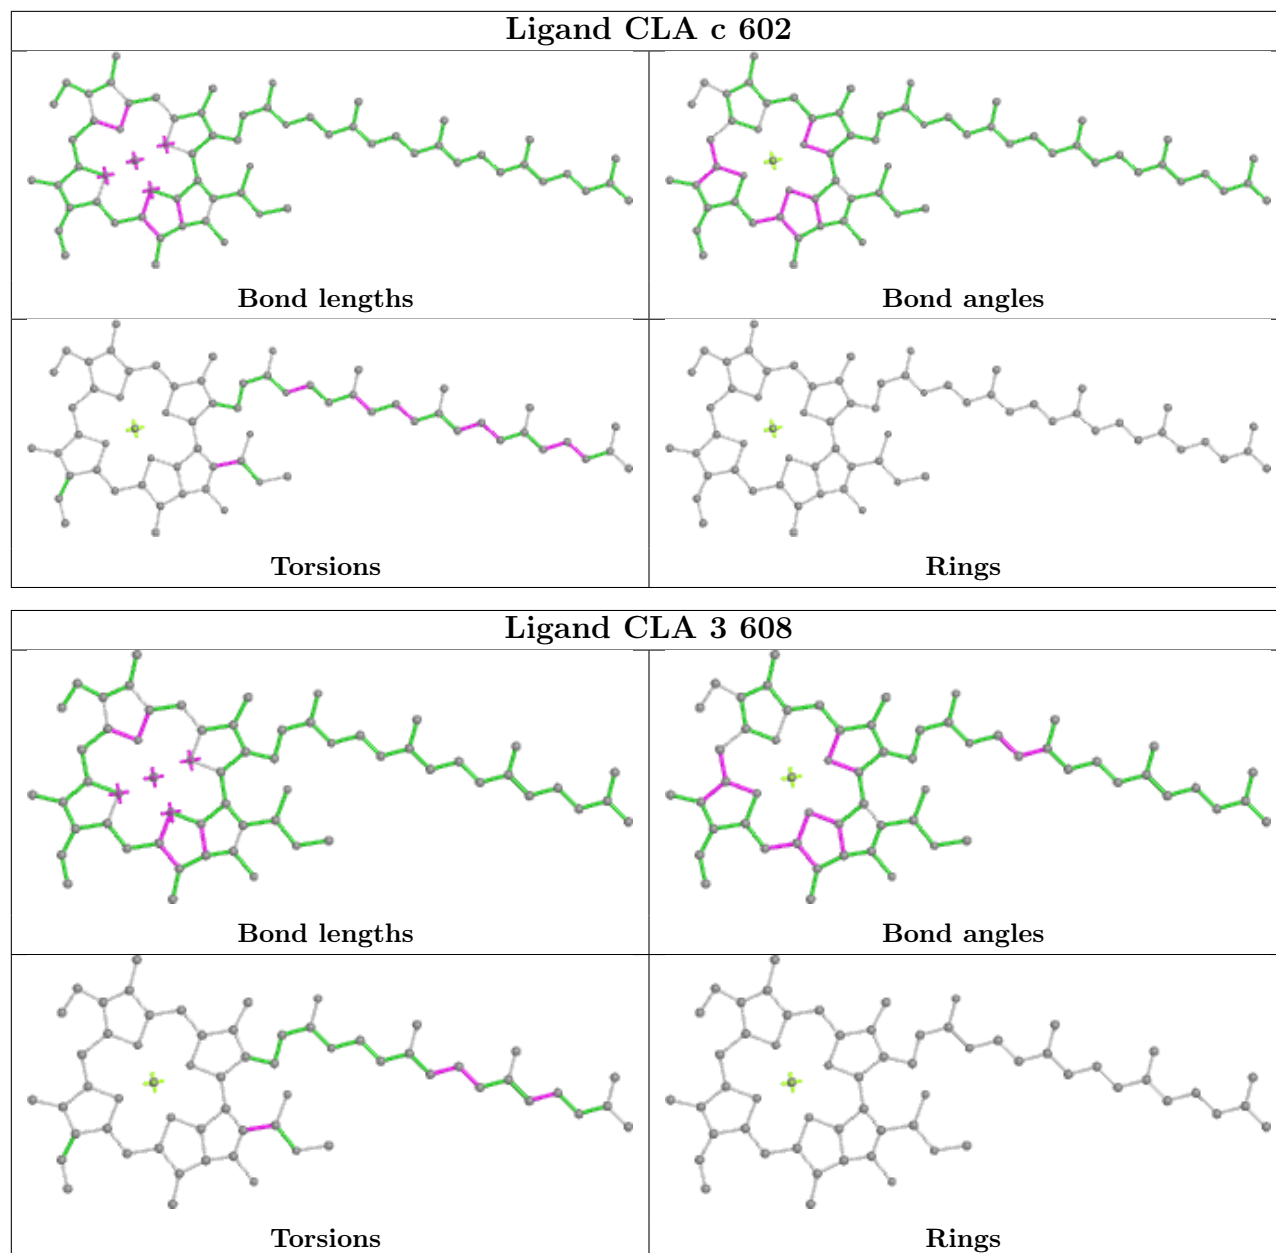 Ligand CLA c 602
Bond lengths
Bond angles
Torsions
Rings
Ligand CLA 3 608
Bond lengths
Bond angles
Torsions
Rings